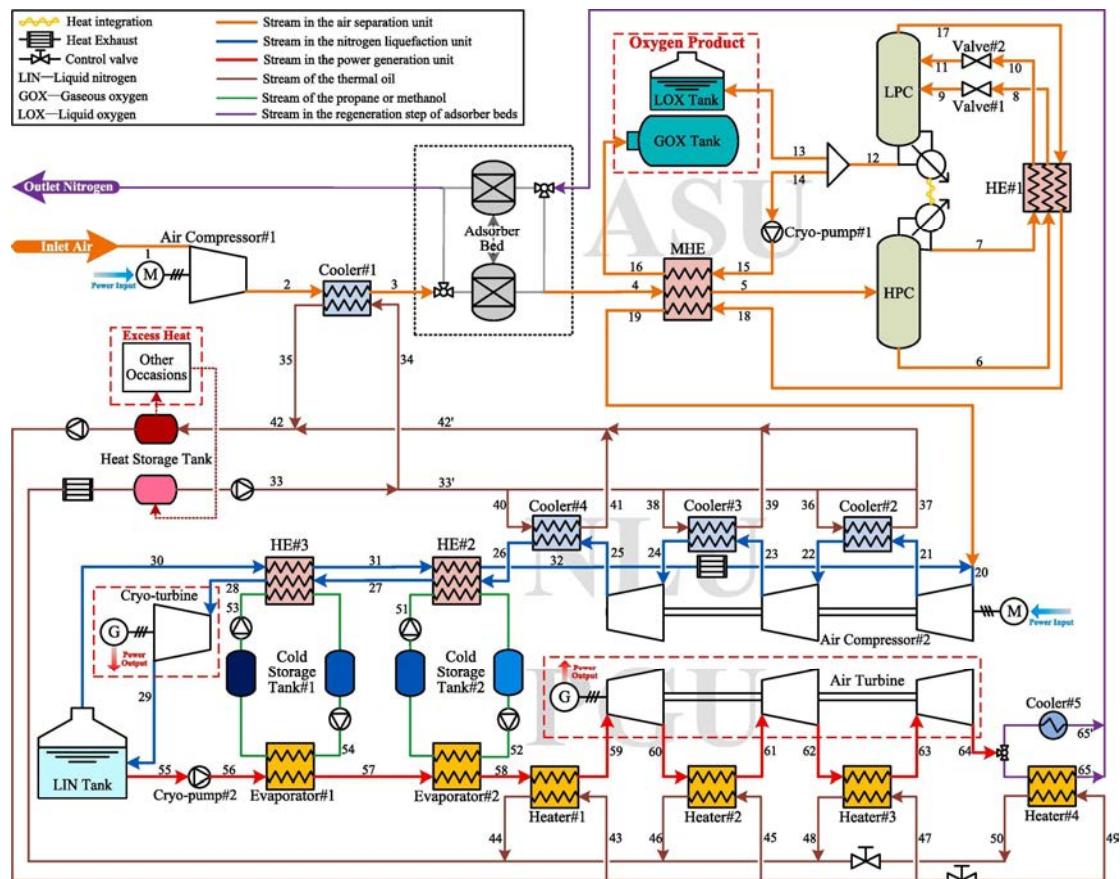 Heat integration
Heat Exhaust
Control valve
LIN—Liquid nitrogen
GOX—Gaseous oxygen
LOX—Liquid oxygen
Stream in the air separation unit
Stream in the nitrogen liquefaction unit
Stream in the power generation unit
Stream of the thermal oil
Stream of the propane or methanol
Stream in the regeneration step of adsorber beds
Oxygen Product
LOX Tank
GOX Tank
17
Valve#2
11
10
LPC
9
8
Valve#1
13
12
14
HE#1
Outlet Nitrogen
ASU
Inlet Air
Air Compressor#1
1
M
Power Input
2
Cooler#1
3
Adsorber
Bed
Cryo-pump#1
MHE
16
15
4
5
19
18
7
HPC
6
35
34
Excess Heat
Other
Occasions
42
42'
Heat Storage Tank
33
33'
NLU
40
Cooler#4
41
38
Cooler#3
39
36
Cooler#2
37
HE#3
HE#2
30
31
26
32
25
24
23
22
21
28
27
20
Cryo-turbine
53
51
G
Power
Output
29
Cold
Storage
Tank#1
Cold
Storage
Tank#2
M
Power Input
Air Compressor#2
PGU
Power
Output
G
Air Turbine
Cooler#5
65'
54
52
59
60
61
62
63
64
LIN Tank
55
56
57
58
65
Cryo-pump#2
Evaporator#1
Evaporator#2
Heater#1
Heater#2
Heater#3
Heater#4
44
43
46
45
48
47
50
49